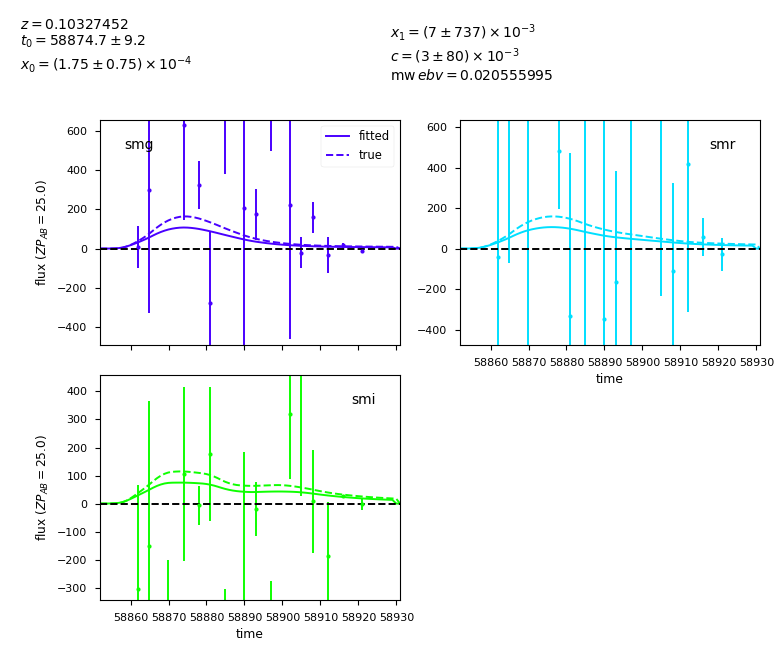 z = 0.10327452
t₀ = 58874.7 ± 9.2
x₀ = (1.75 ± 0.75) × 10⁻⁴
x₁ = (7 ± 737) × 10⁻³
c = (3 ± 80) × 10⁻³
mw ebv = 0.020555995
smg
fitted
true
600
400
200
0
−200
−400
flux (ZP_AB = 25.0)
smr
600
400
200
0
−200
−400
58860 58870 58880 58890 58900 58910 58920 58930
time
smi
400
300
200
100
0
−100
−200
−300
flux (ZP_AB = 25.0)
58860 58870 58880 58890 58900 58910 58920 58930
time